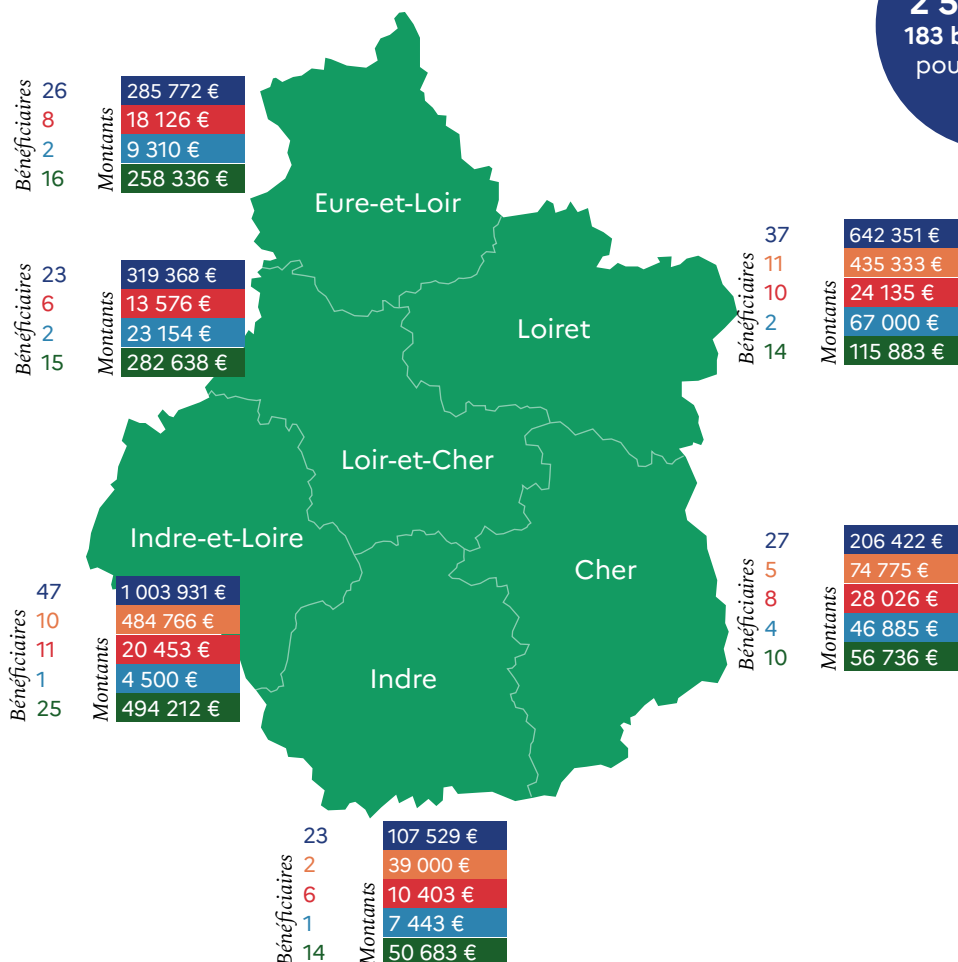 2 5
183 b
pou
Bénéficiaires
26
8
2
16
Montants
285 772 €
18 126 €
9 310 €
258 336 €
Eure-et-Loir
Bénéficiaires
23
6
2
15
Montants
319 368 €
13 576 €
23 154 €
282 638 €
Loiret
Bénéficiaires
37
11
10
2
14
Montants
642 351 €
435 333 €
24 135 €
67 000 €
115 883 €
Loir-et-Cher
Indre-et-Loire
Bénéficiaires
47
10
11
1
25
Montants
1 003 931 €
484 766 €
20 453 €
4 500 €
494 212 €
Cher
Bénéficiaires
27
5
8
4
10
Montants
206 422 €
74 775 €
28 026 €
46 885 €
56 736 €
Indre
Bénéficiaires
23
2
6
1
14
Montants
107 529 €
39 000 €
10 403 €
7 443 €
50 683 €